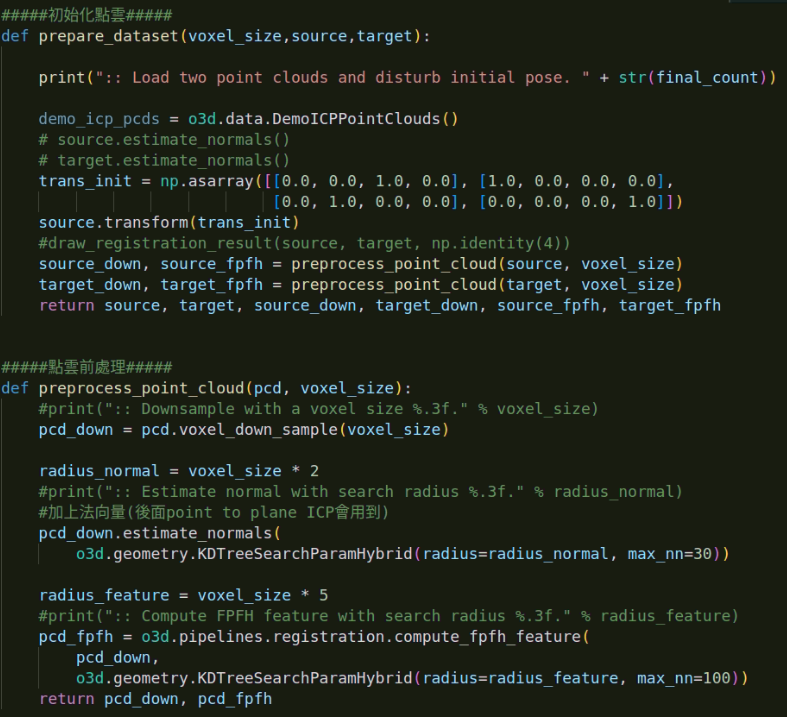 #####初始化點雲#####
def prepare_dataset(voxel_size,source,target):
print(":: Load two point clouds and disturb initial pose. " + str(final_count))
demo_icp_pcds = o3d.data.DemoICPPointClouds()
# source.estimate_normals()
# target.estimate_normals()
trans_init = np.asarray([[0.0, 0.0, 1.0, 0.0], [1.0, 0.0, 0.0, 0.0],
[0.0, 1.0, 0.0, 0.0], [0.0, 0.0, 0.0, 1.0]])
source.transform(trans_init)
#draw_registration_result(source, target, np.identity(4))
source_down, source_fpfh = preprocess_point_cloud(source, voxel_size)
target_down, target_fpfh = preprocess_point_cloud(target, voxel_size)
return source, target, source_down, target_down, source_fpfh, target_fpfh
#####點雲前處理#####
def preprocess_point_cloud(pcd, voxel_size):
#print(":: Downsample with a voxel size %.3f." % voxel_size)
pcd_down = pcd.voxel_down_sample(voxel_size)
radius_normal = voxel_size * 2
#print(":: Estimate normal with search radius %.3f." % radius_normal)
#加上法向量(後面point to plane ICP會用到)
pcd_down.estimate_normals(
o3d.geometry.KDTreeSearchParamHybrid(radius=radius_normal, max_nn=30))
radius_feature = voxel_size * 5
#print(":: Compute FPFH feature with search radius %.3f." % radius_feature)
pcd_fpfh = o3d.pipelines.registration.compute_fpfh_feature(
pcd_down,
o3d.geometry.KDTreeSearchParamHybrid(radius=radius_feature, max_nn=100))
return pcd_down, pcd_fpfh